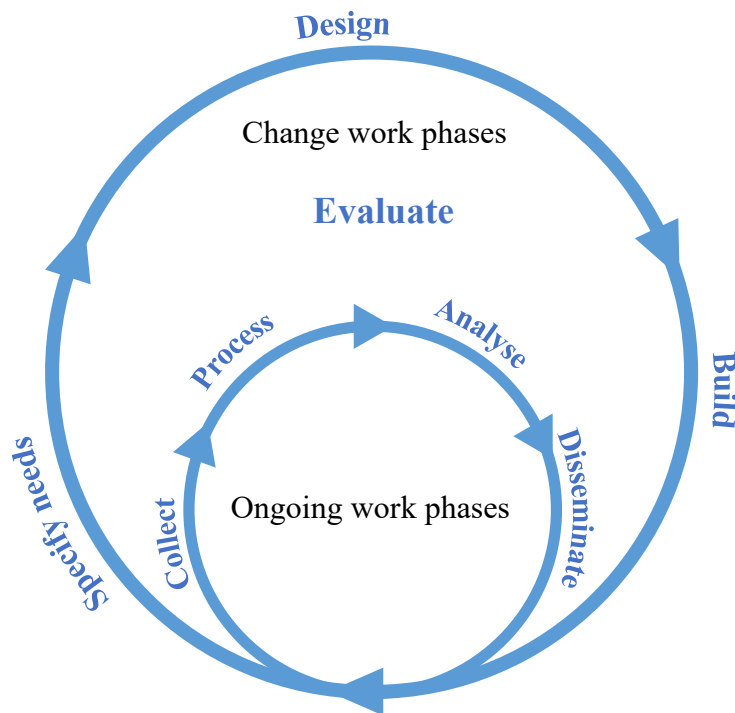 Design
Change work phases
Evaluate
Process
Analyse
Build
Specify needs
Collect
Ongoing work phases
Disseminate